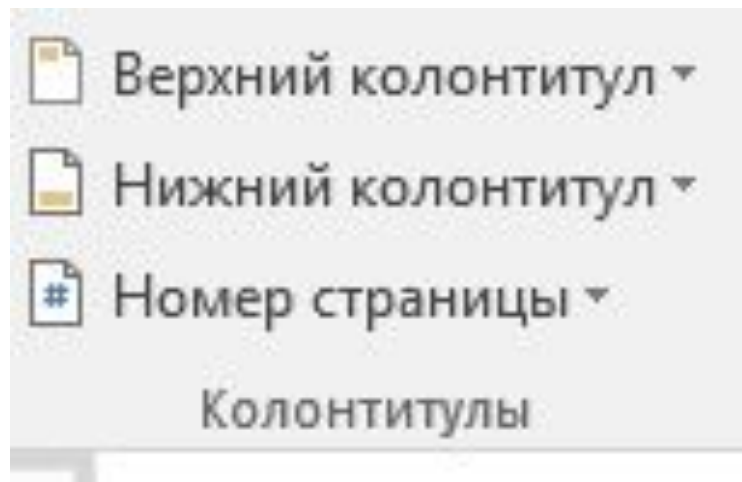 Верхний колонтитул
Нижний колонтитул
# Номер страницы
Колонтитулы